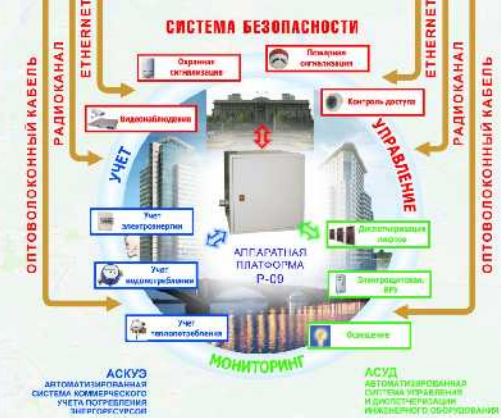 СИСТЕМА БЕЗОПАСНОСТИ
ETHERNET
РАДИОКАНАЛ
ОПТОВОЛОКОННЫЙ КАБЕЛЬ
ETHERNET
РАДИОКАНАЛ
ОПТОВОЛОКОННЫЙ КАБЕЛЬ
Охранная
сигнализация
Пожарная
сигнализация
Видеонаблюдение
Контроль доступа
УЧЕТ
УПРАВЛЕНИЕ
Учет
электроэнергии
Диспетчеризация
лифтов
АППАРАТНАЯ
ПЛАТФОРМА
Р-09
Учет
водопотребления
Электрощитовая,
Учет
теплопотребления
Освещение
МОНИТОРИНГ
АСКУЭ
АВТОМАТИЗИРОВАННАЯ
СИСТЕМА КОММЕРЧЕСКОГО
УЧЕТА ПОТРЕБЛЕНИЯ
ЭНЕРГОРЕСУРСОВ
АСУД
АВТОМАТИЗИРОВАННАЯ
СИСТЕМА УПРАВЛЕНИЯ
И ДИСПЕТЧЕРИЗАЦИИ
ИНЖЕНЕРНОГО ОБОРУДОВАНИЯ